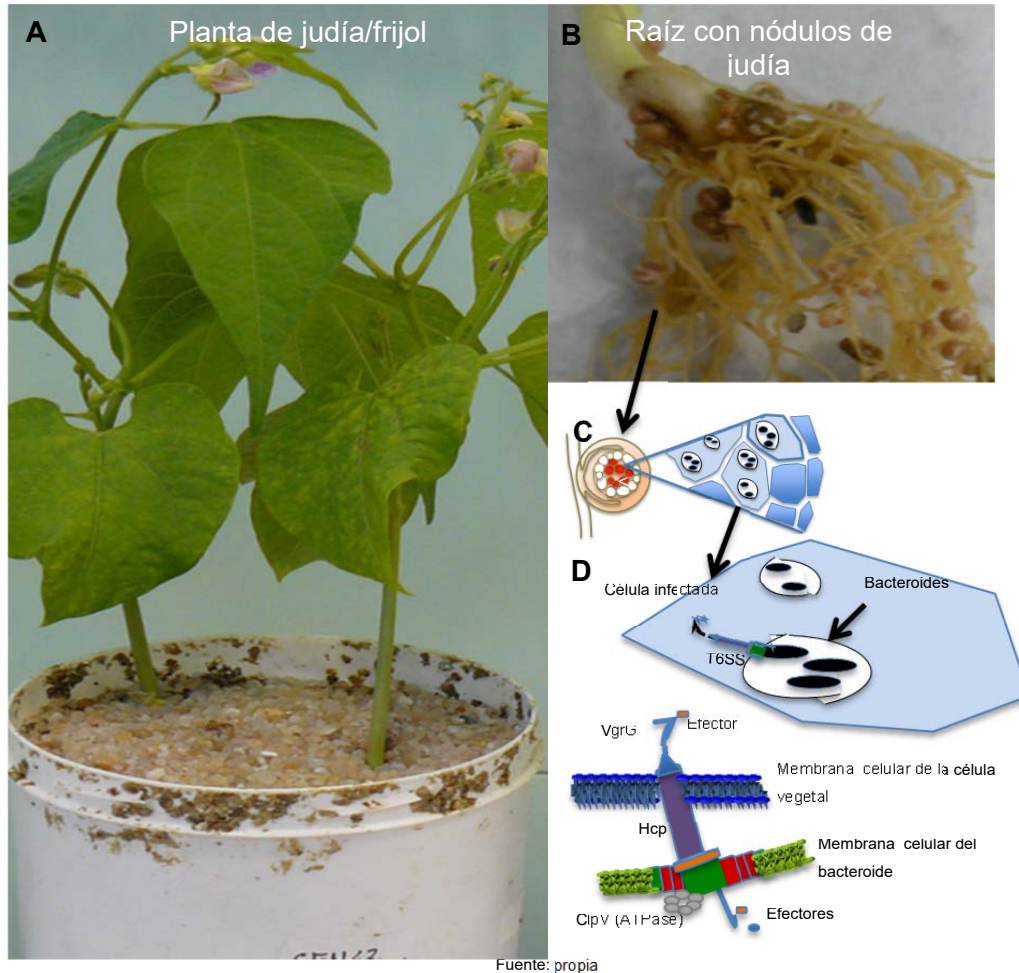 A
Planta de judía/frijol
B
Raíz con nódulos de
judía
C
D
Célula infectada
Bacteroides
T6SS
VgrG
Efector
Membrana celular de la célula
vegetal
Hcp
Membrana celular del
bacteroide
ClpV (ATPase)
Efectores
Fuente: propia